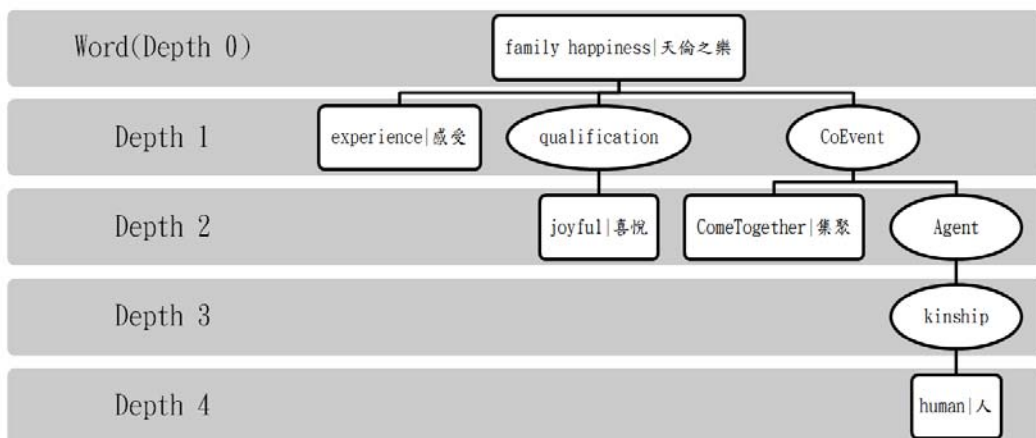 Word(Depth 0)
family happiness|天倫之樂
Depth 1
experience|感受
qualification
CoEvent
Depth 2
joyful|喜悅
ComeTogether|集聚
Agent
Depth 3
kinship
Depth 4
human|人